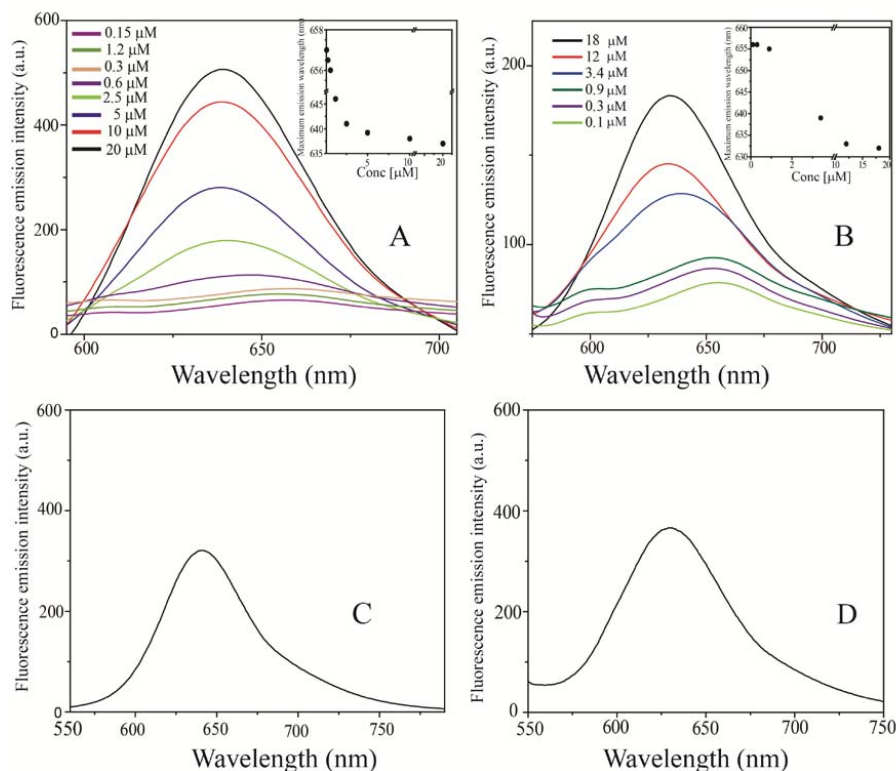 600
500
400
300
200
100
0
Fluorescence emission intensity (a.u.)
0.15 µM
1.2 µM
0.3 µM
0.6 µM
2.5 µM
5 µM
10 µM
20 µM
Maximum emission wavelength (nm)
658
656
645
640
635
5 10 20
Conc [µM]
A
600 650 700
Wavelength (nm)
200
100
Fluorescence emission intensity (a.u.)
18 µM
12 µM
3.4 µM
0.9 µM
0.3 µM
0.1 µM
Maximum emission wavelength (nm)
660
655
650
645
640
635
630
0 2 8 10 15 20
Conc [µM]
B
600 650 700
Wavelength (nm)
600
400
200
0
Fluorescence emission intensity (a.u.)
C
550 600 650 700 750
Wavelength (nm)
600
400
200
0
Fluorescence emission intensity (a.u.)
D
550 600 650 700 750
Wavelength (nm)